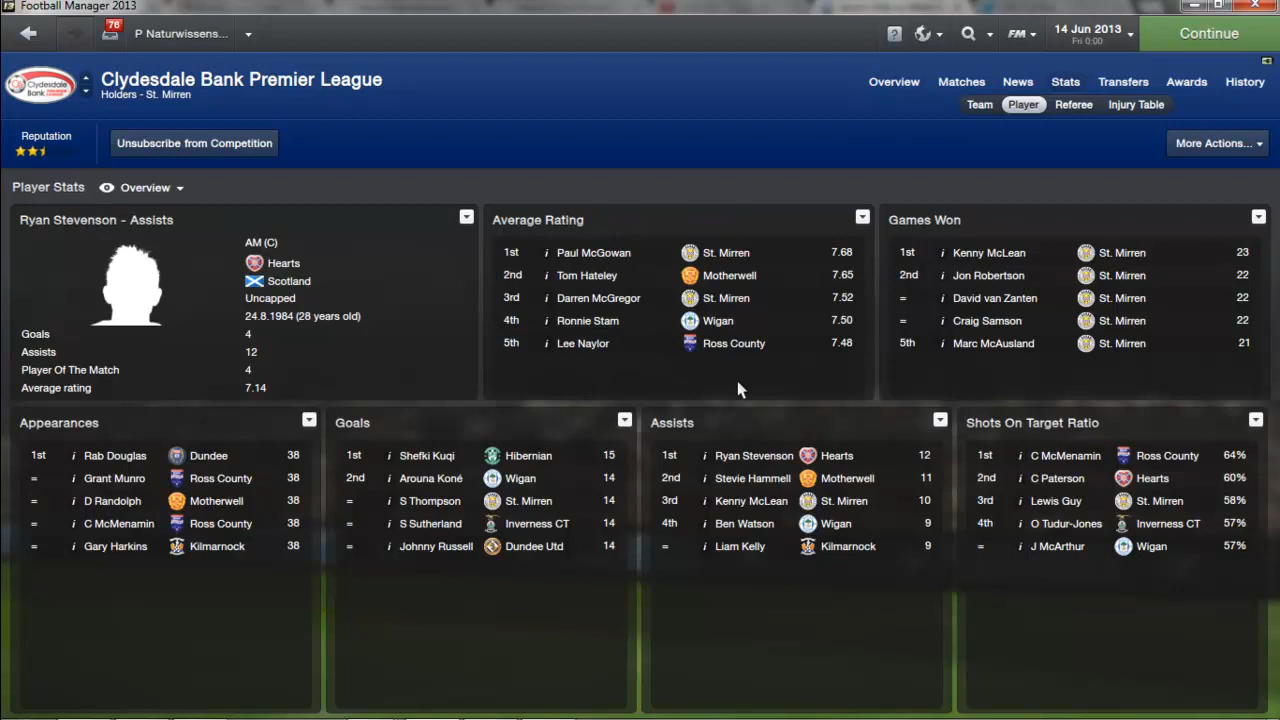 Football Manager 2013
76
P Naturwissens...
?
FM
14 Jun 2013
Fri 0:00
Continue
Clydesdale Bank Premier League
Holders - St. Mirren
Overview Matches News Stats Transfers Awards History
Team Player Referee Injury Table
Reputation
Unsubscribe from Competition
More Actions...
Player Stats Overview
Ryan Stevenson - Assists
AM (C)
Hearts
Scotland
Uncapped
24.8.1984 (28 years old)
Goals 4
Assists 12
Player Of The Match 4
Average rating 7.14
Average Rating
1st i Paul McGowan St. Mirren 7.68
2nd i Tom Hateley Motherwell 7.65
3rd i Darren McGregor St. Mirren 7.52
4th i Ronnie Stam Wigan 7.50
5th i Lee Naylor Ross County 7.48
Games Won
1st i Kenny McLean St. Mirren 23
2nd i Jon Robertson St. Mirren 22
= i David van Zanten St. Mirren 22
= i Craig Samson St. Mirren 22
5th i Marc McAusland St. Mirren 21
Appearances
1st i Rab Douglas Dundee 38
= i Grant Munro Ross County 38
= i D Randolph Motherwell 38
= i C McMenamin Ross County 38
= i Gary Harkins Kilmarnock 38
Goals
1st i Shefki Kuqi Hibernian 15
2nd i Arouna Koné Wigan 14
= i S Thompson St. Mirren 14
= i S Sutherland Inverness CT 14
= i Johnny Russell Dundee Utd 14
Assists
1st i Ryan Stevenson Hearts 12
2nd i Stevie Hammell Motherwell 11
3rd i Kenny McLean St. Mirren 10
4th i Ben Watson Wigan 9
= i Liam Kelly Kilmarnock 9
Shots On Target Ratio
1st i C McMenamin Ross County 64%
2nd i C Paterson Hearts 60%
3rd i Lewis Guy St. Mirren 58%
4th i O Tudur-Jones Inverness CT 57%
= i J McArthur Wigan 57%